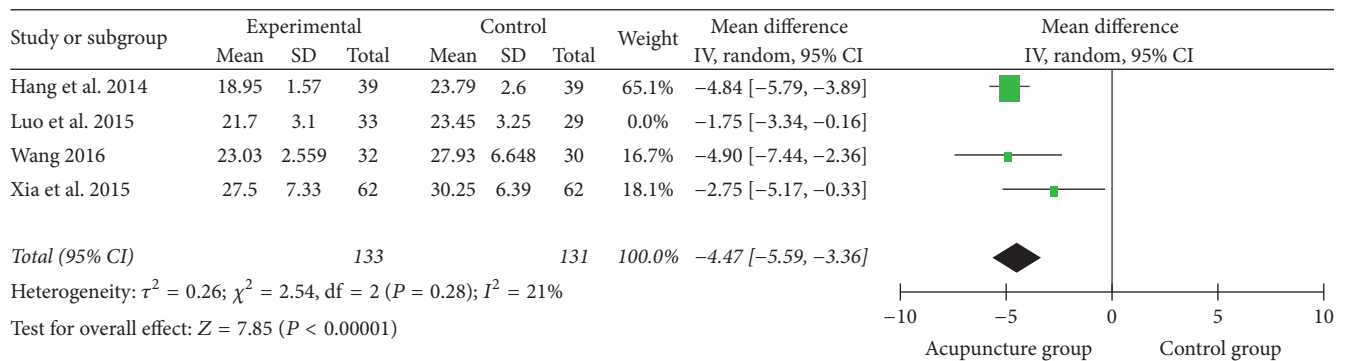 Study or subgroup Experimental Control Weight Mean difference Mean difference
Mean SD Total Mean SD Total IV, random, 95% CI IV, random, 95% CI
Hang et al. 2014 18.95 1.57 39 23.79 2.6 39 65.1% −4.84 [−5.79, −3.89]
Luo et al. 2015 21.7 3.1 33 23.45 3.25 29 0.0% −1.75 [−3.34, −0.16]
Wang 2016 23.03 2.559 32 27.93 6.648 30 16.7% −4.90 [−7.44, −2.36]
Xia et al. 2015 27.5 7.33 62 30.25 6.39 62 18.1% −2.75 [−5.17, −0.33]
Total (95% CI) 133 131 100.0% −4.47 [−5.59, −3.36]
Heterogeneity: τ² = 0.26; χ² = 2.54, df = 2 (P = 0.28); I² = 21%
Test for overall effect: Z = 7.85 (P < 0.00001)
−10 −5 0 5 10
Acupuncture group Control group